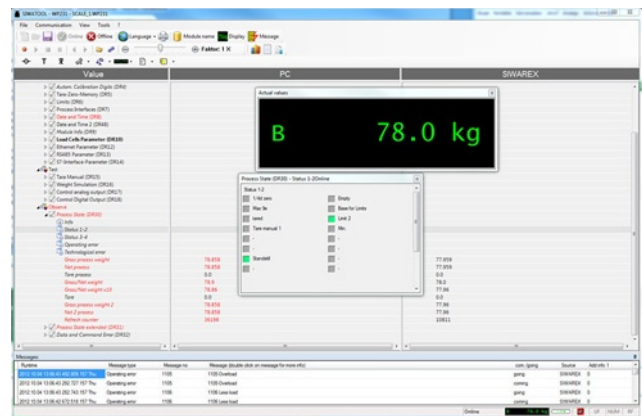 SIWATOOL - WP231 - SCALE_1.WP231
File Communication View Tools ?
Online Offline Language Module name Display Message
Faktor: 1 X
Value PC SIWAREX
Autom. Calibration Digits (DR4)
Tare-Zero-Memory (DR5)
Limits (DR6)
Process Interfaces (DR7)
Date and Time (DR8)
Date and Time 2 (DR48)
Module Info (DR9)
Load Cells Parameter (DR10)
Ethernet Parameter (DR12)
RS485 Parameter (DR13)
S7-Interface Parameter (DR14)
Test
Tare Manual (DR15)
Weight Simulation (DR16)
Control analog output (DR17)
Control Digital Output (DR18)
Observe
Process State (DR30)
Info
Status 1-2
Status 3-4
Operating error
Technological error
Gross process weight 78.858 77.959
Net process 78.858 77.959
Tare process 0.0 0.0
Gross/Net weight 78.9 78.0
Gross/Net weight x10 78.86 77.96
Tare 0.0 0.0
Gross process weight 2 78.858 77.96
Net 2 process weight 78.858 77.96
Refresh counter 36198 10811
Process State extended (DR31)
Data and Command Error (DR32)
Actual values
B 78.0 kg
Process State (DR30) - Status 1-2Online
Status 1-2
1/4d zero Empty
Max 9e Base for Limits
tared Limit 2
Tare manual 1 Min.
Standstill
Messages
Runtime Message type Message no Message (double click on message for more info) com./going Source Add.info 1
Operating error 1105 1105 Overload going SIWAREX 0
Operating error 1105 1105 Overload coming SIWAREX 0
Operating error 1106 1106 Less load going SIWAREX 0
Operating error 1106 1106 Less load coming SIWAREX 0
Online